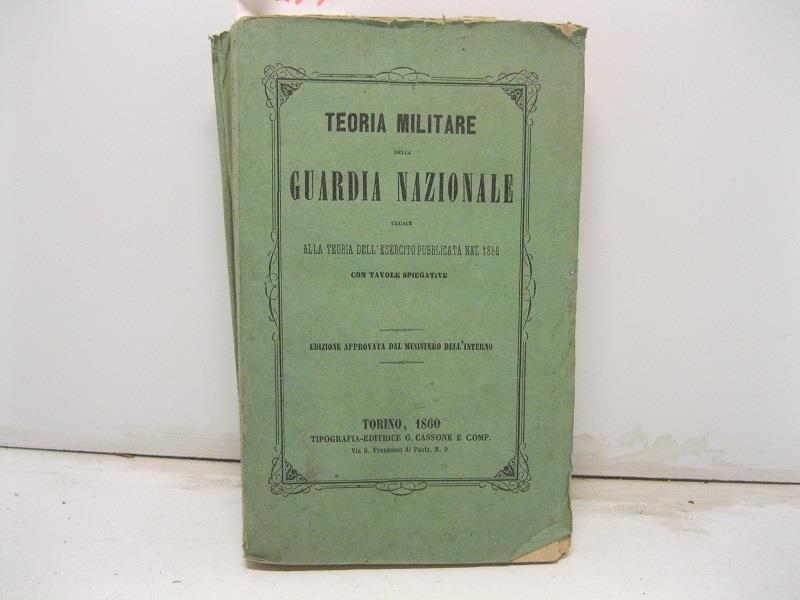 TEORIA MILITARE
DELLA
GUARDIA NAZIONALE
UGUALE
ALLA TEORIA DELL'ESERCITO PUBBLICATA NEL 1852
CON TAVOLE SPIEGATIVE
EDIZIONE APPROVATA DAL MINISTERO DELL'INTERNO
TORINO, 1860
TIPOGRAFIA-EDITRICE G. CASSONE E COMP.
Via S. Francesco di Paola, N. 9.